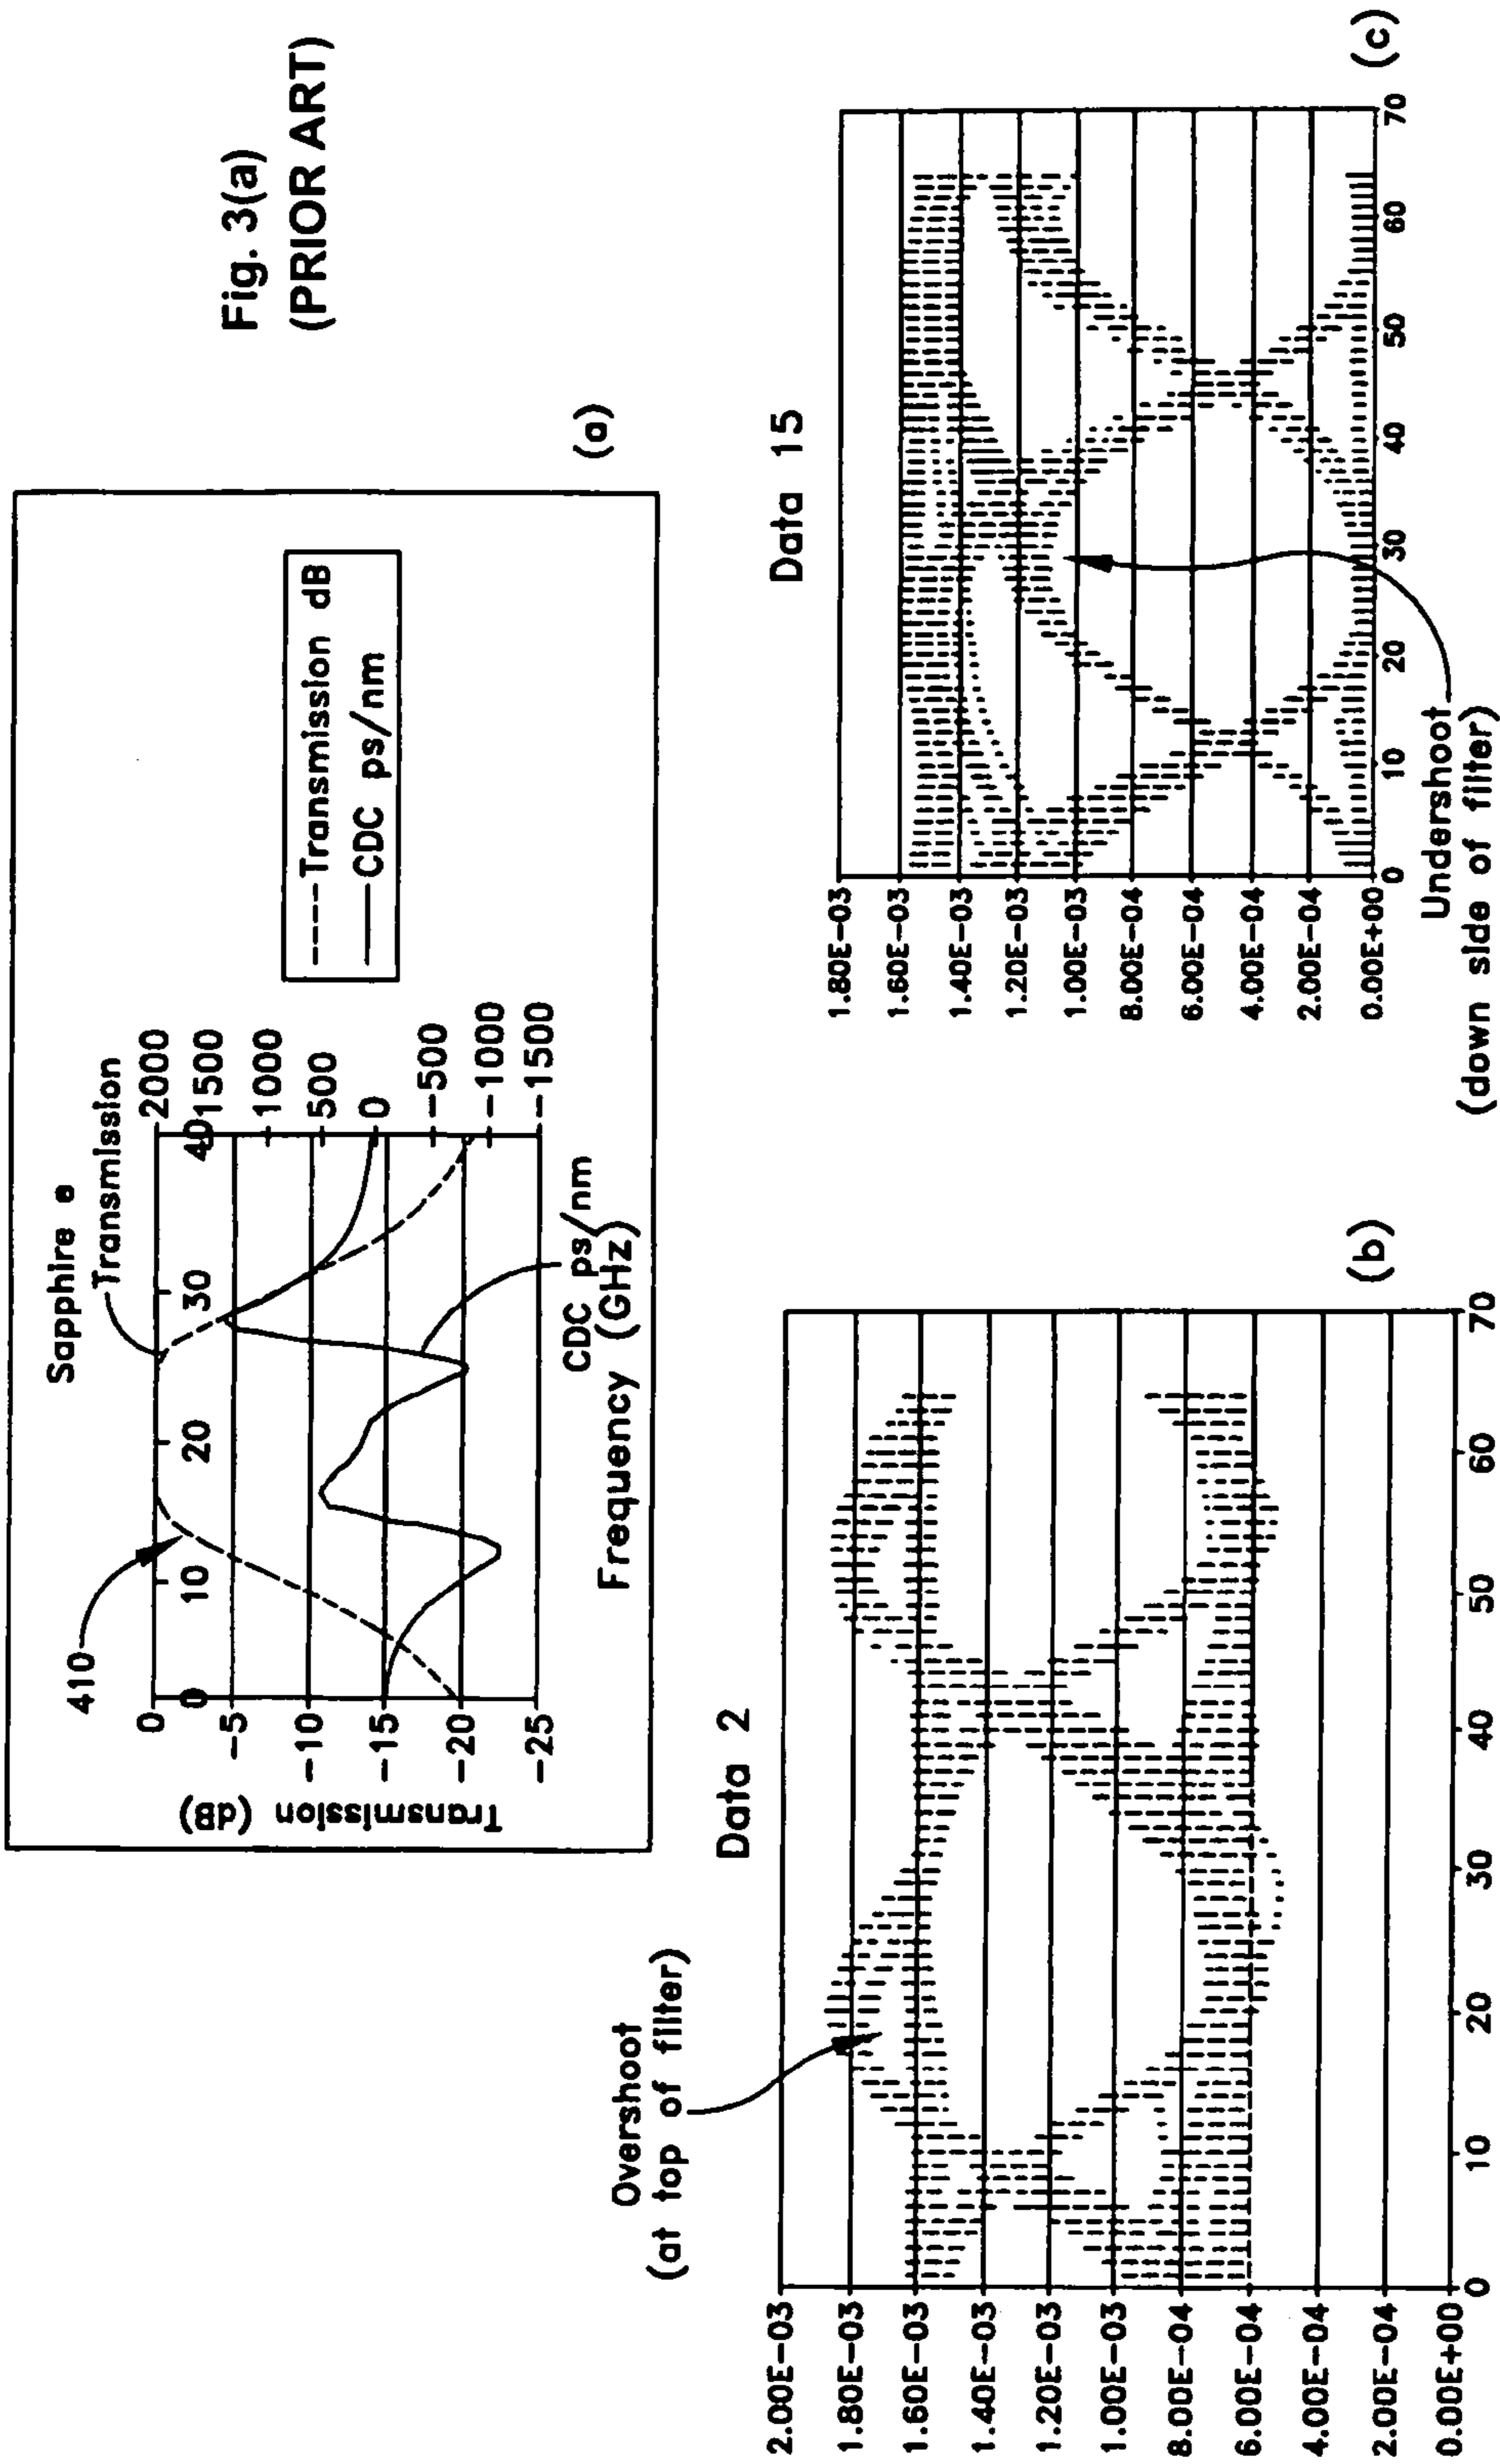 Fig. 3(a)
(PRIOR ART)
Sapphire e
Transmission
410
Transmission (dB)
0
-5
-10
-15
-20
-25
0
10
20
30
40
2000
1500
1000
500
0
-500
-1000
-1500
CDC ps/nm
Frequency (GHz)
Transmission dB
CDC ps/nm
(a)
Overshoot
(at top of filter)
Data 2
2.00E-03
1.80E-03
1.60E-03
1.40E-03
1.20E-03
1.00E-03
8.00E-04
6.00E-04
4.00E-04
2.00E-04
0.00E+00
0
10
20
30
40
50
60
70
(b)
Data 15
1.80E-03
1.60E-03
1.40E-03
1.20E-03
1.00E-03
8.00E-04
6.00E-04
4.00E-04
2.00E-04
0.00E+00
0
10
20
30
40
50
60
70
(c)
Undershoot
(down side of filter)